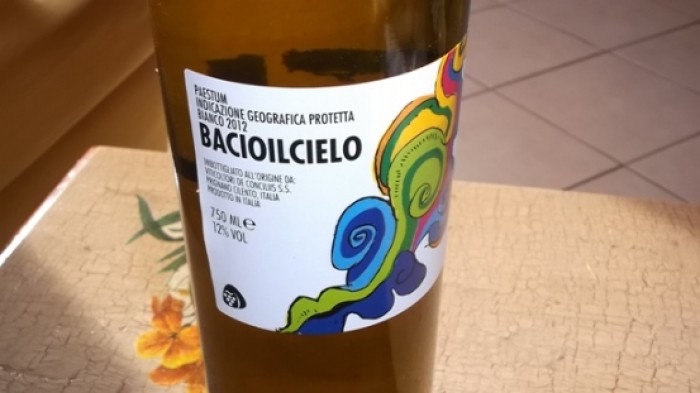 PAESTUM
INDICAZIONE GEOGRAFICA PROTETTA
BIANCO 2012
BACIOILCIELO
IMBOTTIGLIATO ALL'ORIGINE DA:
VITICOLTORI DE CONCILIIS S.S.
PRIGNANO CILENTO, ITALIA
PRODOTTO IN ITALIA
750 ML ℮
12% VOL